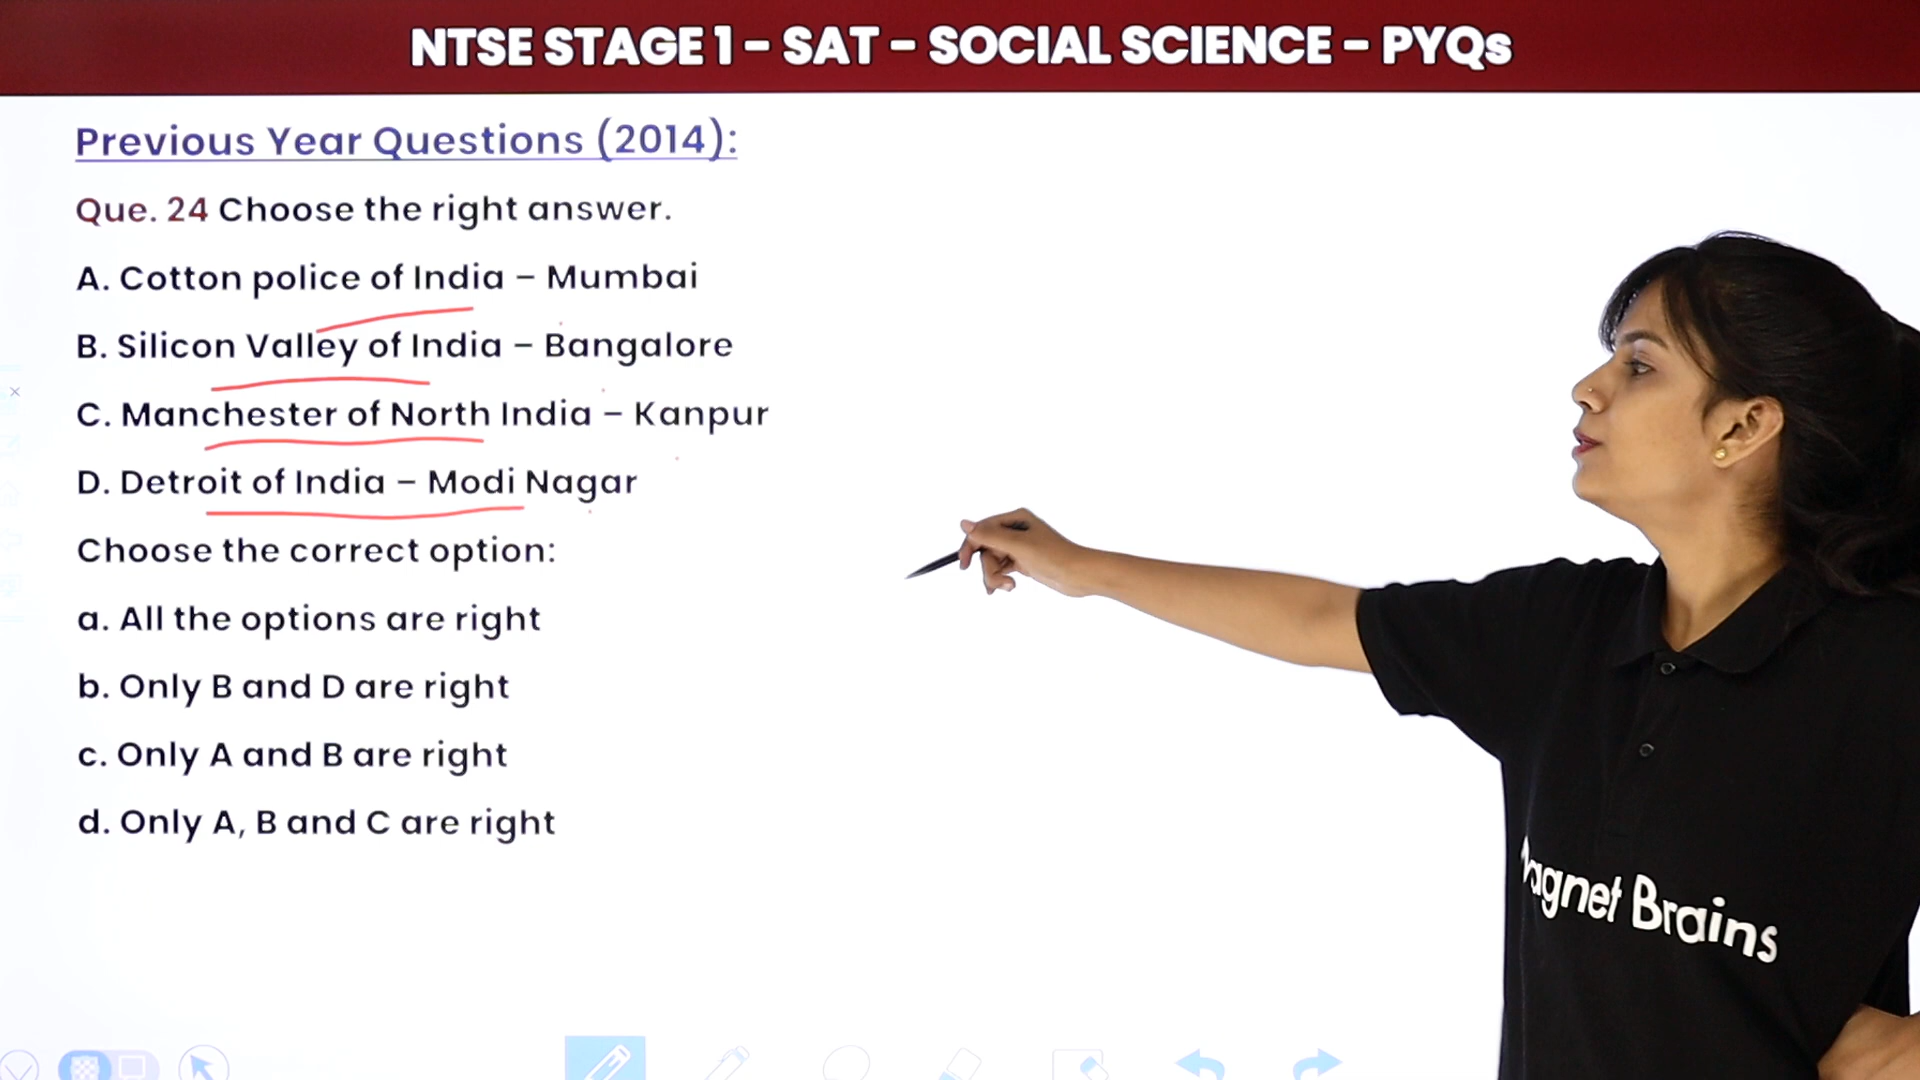 NTSE STAGE 1 – SAT – SOCIAL SCIENCE – PYQs
Previous Year Questions (2014):
Que. 24 Choose the right answer.
A. Cotton police of India – Mumbai
B. Silicon Valley of India – Bangalore
C. Manchester of North India – Kanpur
D. Detroit of India – Modi Nagar
Choose the correct option:
a. All the options are right
b. Only B and D are right
c. Only A and B are right
d. Only A, B and C are right
Magnet Brains